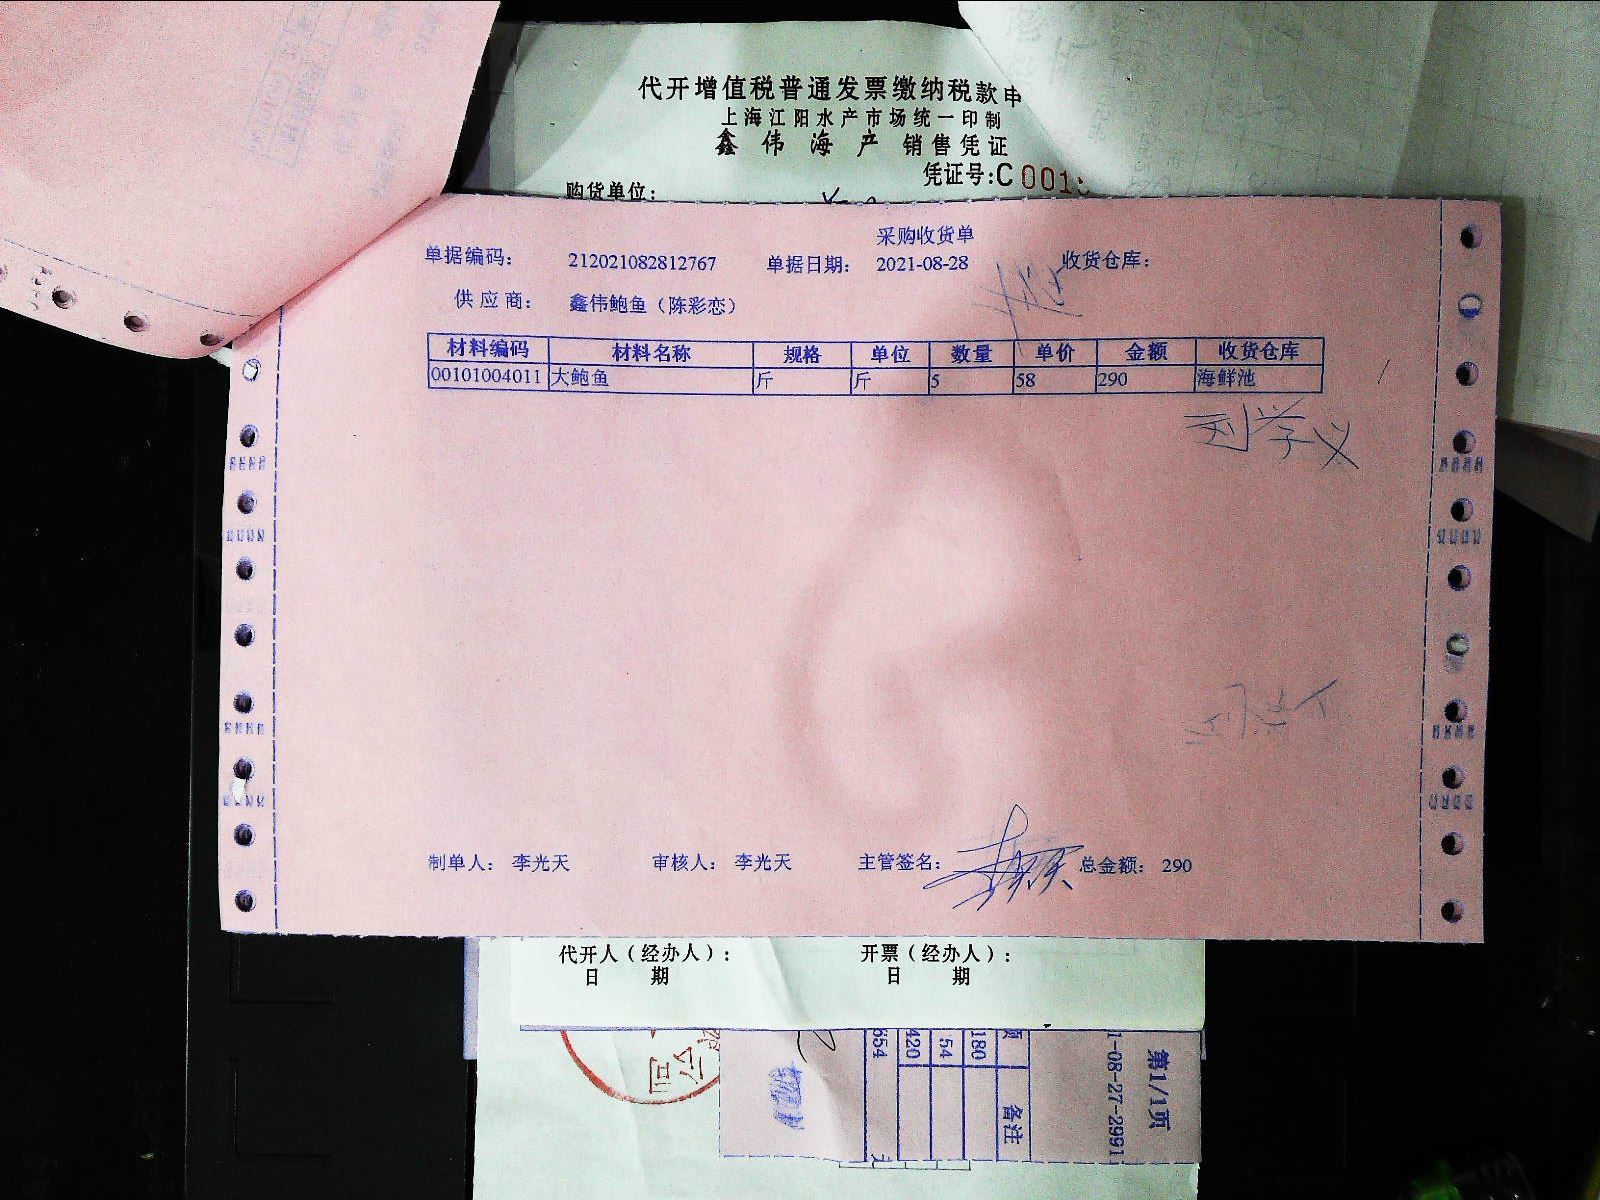 代开增值税普通发票缴纳税款申
上海江阳水产市场统一印制
鑫伟海产 销售凭证
凭证号:C 001
购货单位:
采购收货单
单据编码: 212021082812767 单据日期: 2021-08-28 收货仓库:
供应商: 鑫伟鲍鱼（陈彩恋）
材料编码 材料名称 规格 单位 数量 单价 金额 收货仓库
00101004011 大鲍鱼 斤 斤 5 58 290 海鲜池
刘学义
制单人: 李光天 审核人: 李光天 主管签名: 总金额: 290
代开人（经办人）: 开票（经办人）:
日 期 日 期
第1/1页
1-08-27-2991
备注
180
54
420
654
公司